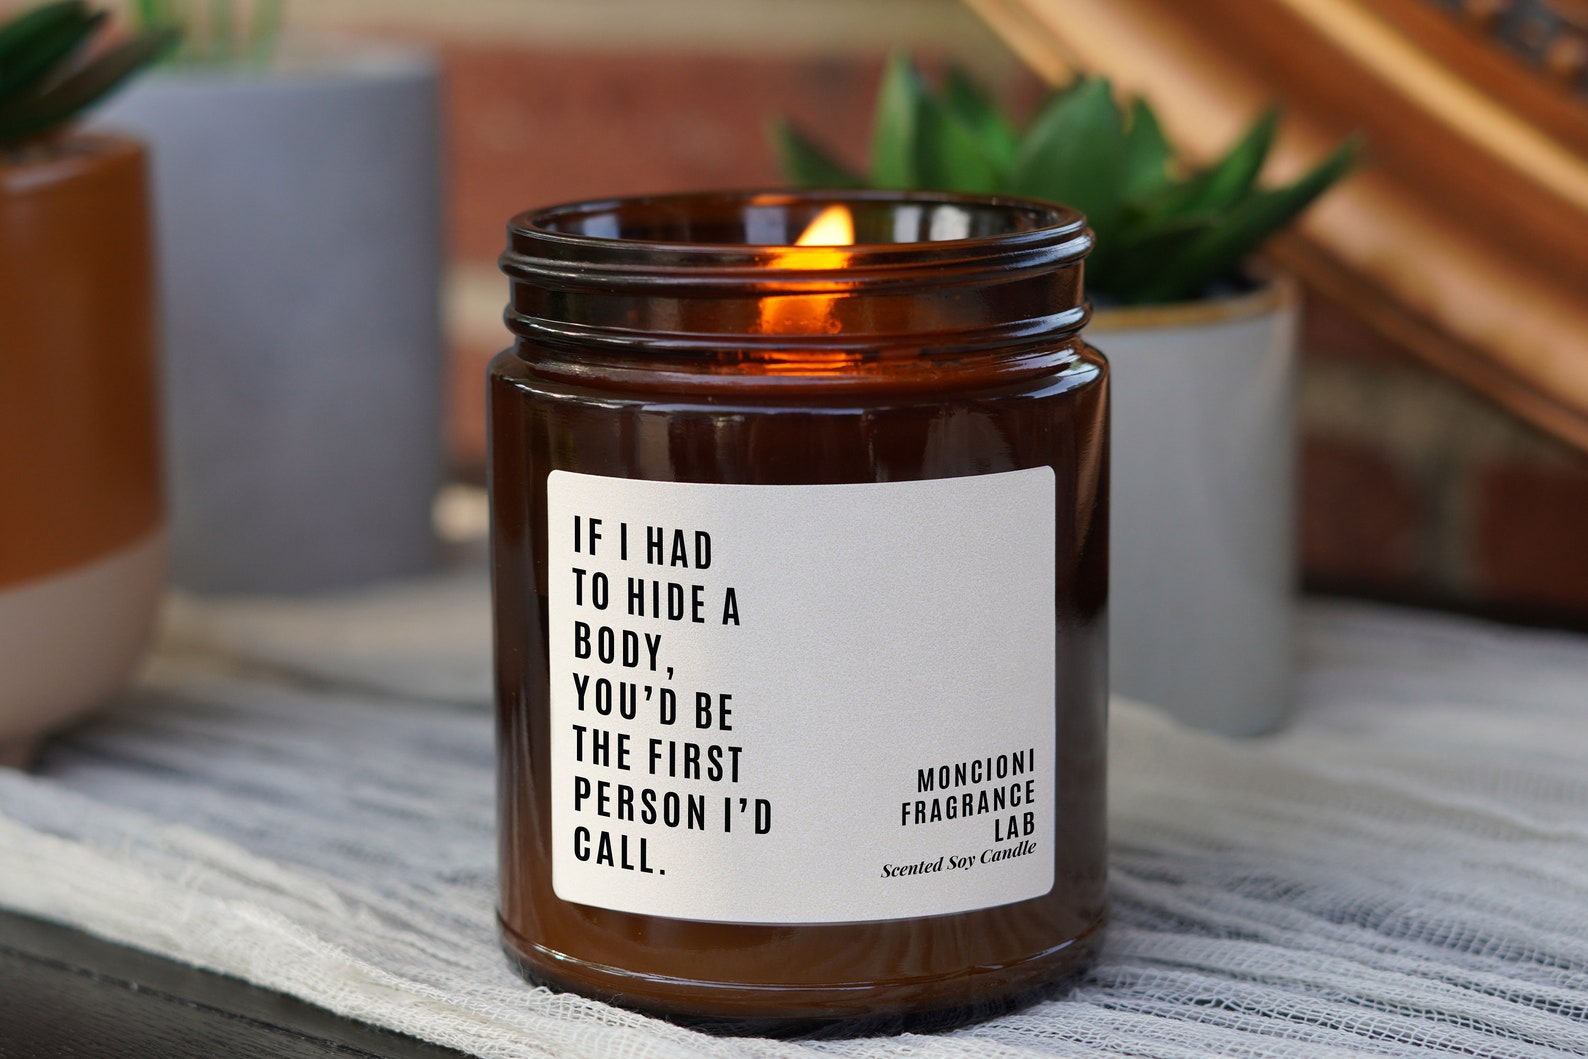 IF I HAD
TO HIDE A
BODY,
YOU’D BE
THE FIRST
PERSON I’D
CALL.
MONCIONI
FRAGRANCE
LAB
Scented Soy Candle